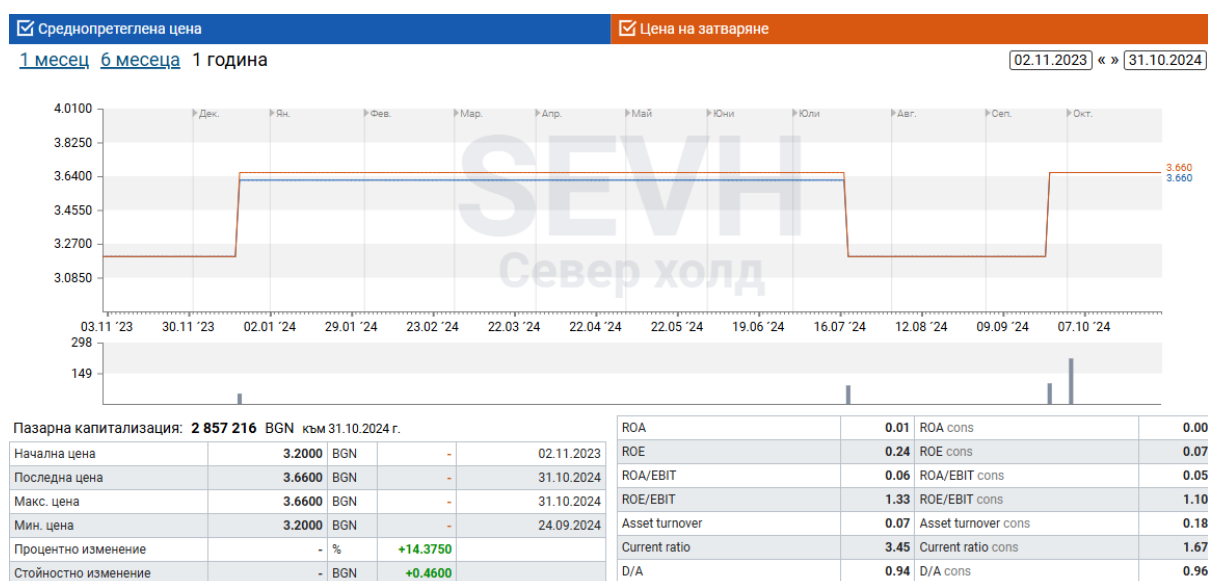 Среднопретеглена цена Цена на затваряне
1 месец 6 месеца 1 година 02.11.2023 « » 31.10.2024
4.0100
3.8250
3.6400
3.4550
3.2700
3.0850
Дек. Ян. Фев. Мар. Апр. Май Юни Юли Авг. Сеп. Окт.
SEVH
Север холд
3.660
3.660
03.11 ´23 30.11 ´23 02.01 ´24 29.01 ´24 23.02 ´24 22.03 ´24 22.04 ´24 22.05 ´24 19.06 ´24 16.07 ´24 12.08 ´24 09.09 ´24 07.10 ´24
298
149
Пазарна капитализация: 2 857 216 BGN към 31.10.2024 г.
Начална цена 3.2000 BGN - 02.11.2023
Последна цена 3.6600 BGN - 31.10.2024
Макс. цена 3.6600 BGN - 31.10.2024
Мин. цена 3.2000 BGN - 24.09.2024
Процентно изменение - % +14.3750
Стойностно изменение - BGN +0.4600
ROA 0.01 ROA cons 0.00
ROE 0.24 ROE cons 0.07
ROA/EBIT 0.06 ROA/EBIT cons 0.05
ROE/EBIT 1.33 ROE/EBIT cons 1.10
Asset turnover 0.07 Asset turnover cons 0.18
Current ratio 3.45 Current ratio cons 1.67
D/A 0.94 D/A cons 0.96